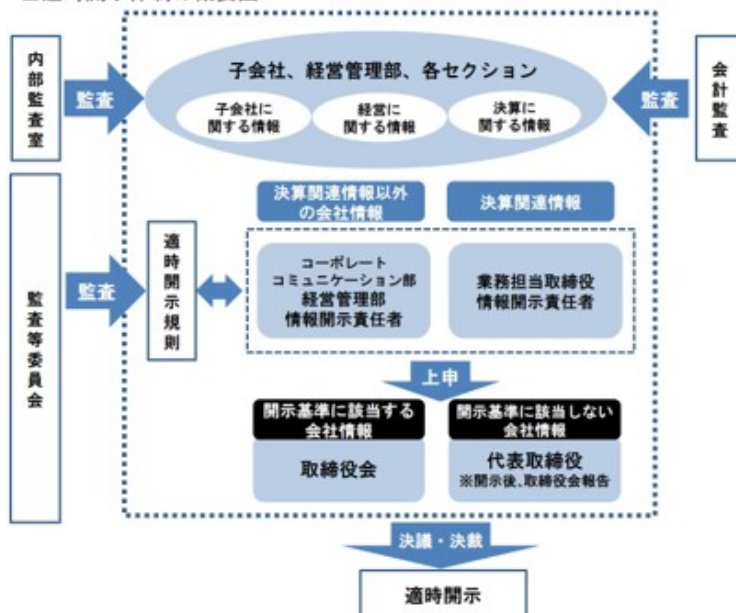 子会社、経営管理部、各セクション
内部監査室
監査
子会社に
関する情報
経営に
関する情報
決算に
関する情報
監査
会計監査
決算関連情報以外
の会社情報
決算関連情報
監査等委員会
監査
適時開示規則
コーポレート
コミュニケーション部
経営管理部
情報開示責任者
業務担当取締役
情報開示責任者
上申
開示基準に該当する
会社情報
取締役会
開示基準に該当しない
会社情報
代表取締役
※開示後、取締役会報告
決議・決裁
適時開示